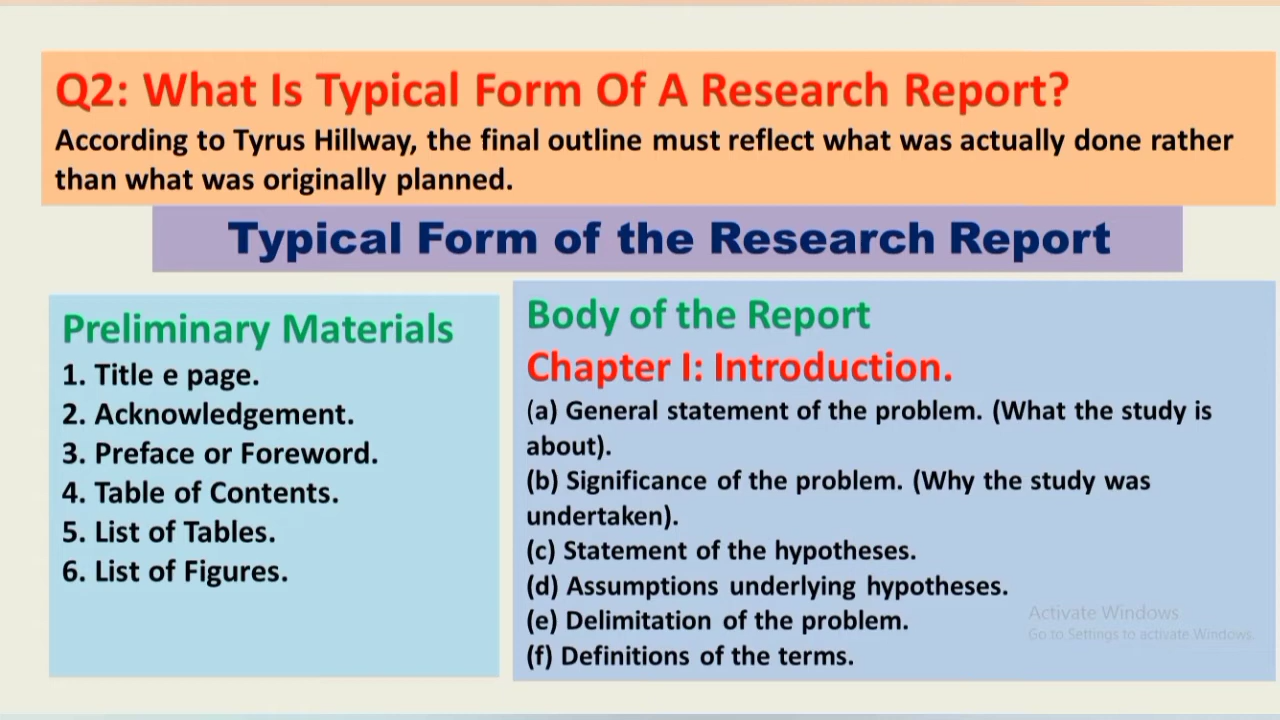 Q2: What Is Typical Form Of A Research Report?
According to Tyrus Hillway, the final outline must reflect what was actually done rather
than what was originally planned.
Typical Form of the Research Report
Preliminary Materials
1. Title e page.
2. Acknowledgement.
3. Preface or Foreword.
4. Table of Contents.
5. List of Tables.
6. List of Figures.
Body of the Report
Chapter I: Introduction.
(a) General statement of the problem. (What the study is
about).
(b) Significance of the problem. (Why the study was
undertaken).
(c) Statement of the hypotheses.
(d) Assumptions underlying hypotheses.
(e) Delimitation of the problem.
(f) Definitions of the terms.
Activate Windows
Go to Settings to activate Windows.